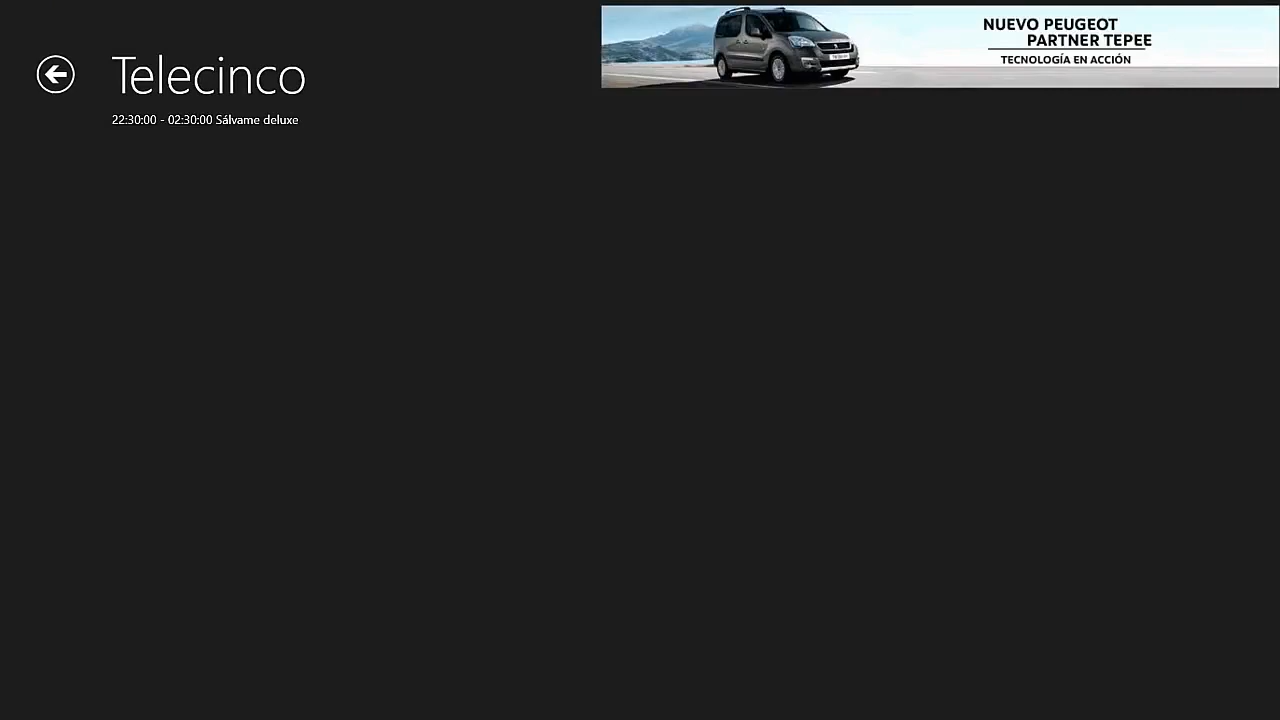 Telecinco
22:30:00 - 02:30:00 Sálvame deluxe
NUEVO PEUGEOT
PARTNER TEPEE
TECNOLOGÍA EN ACCIÓN